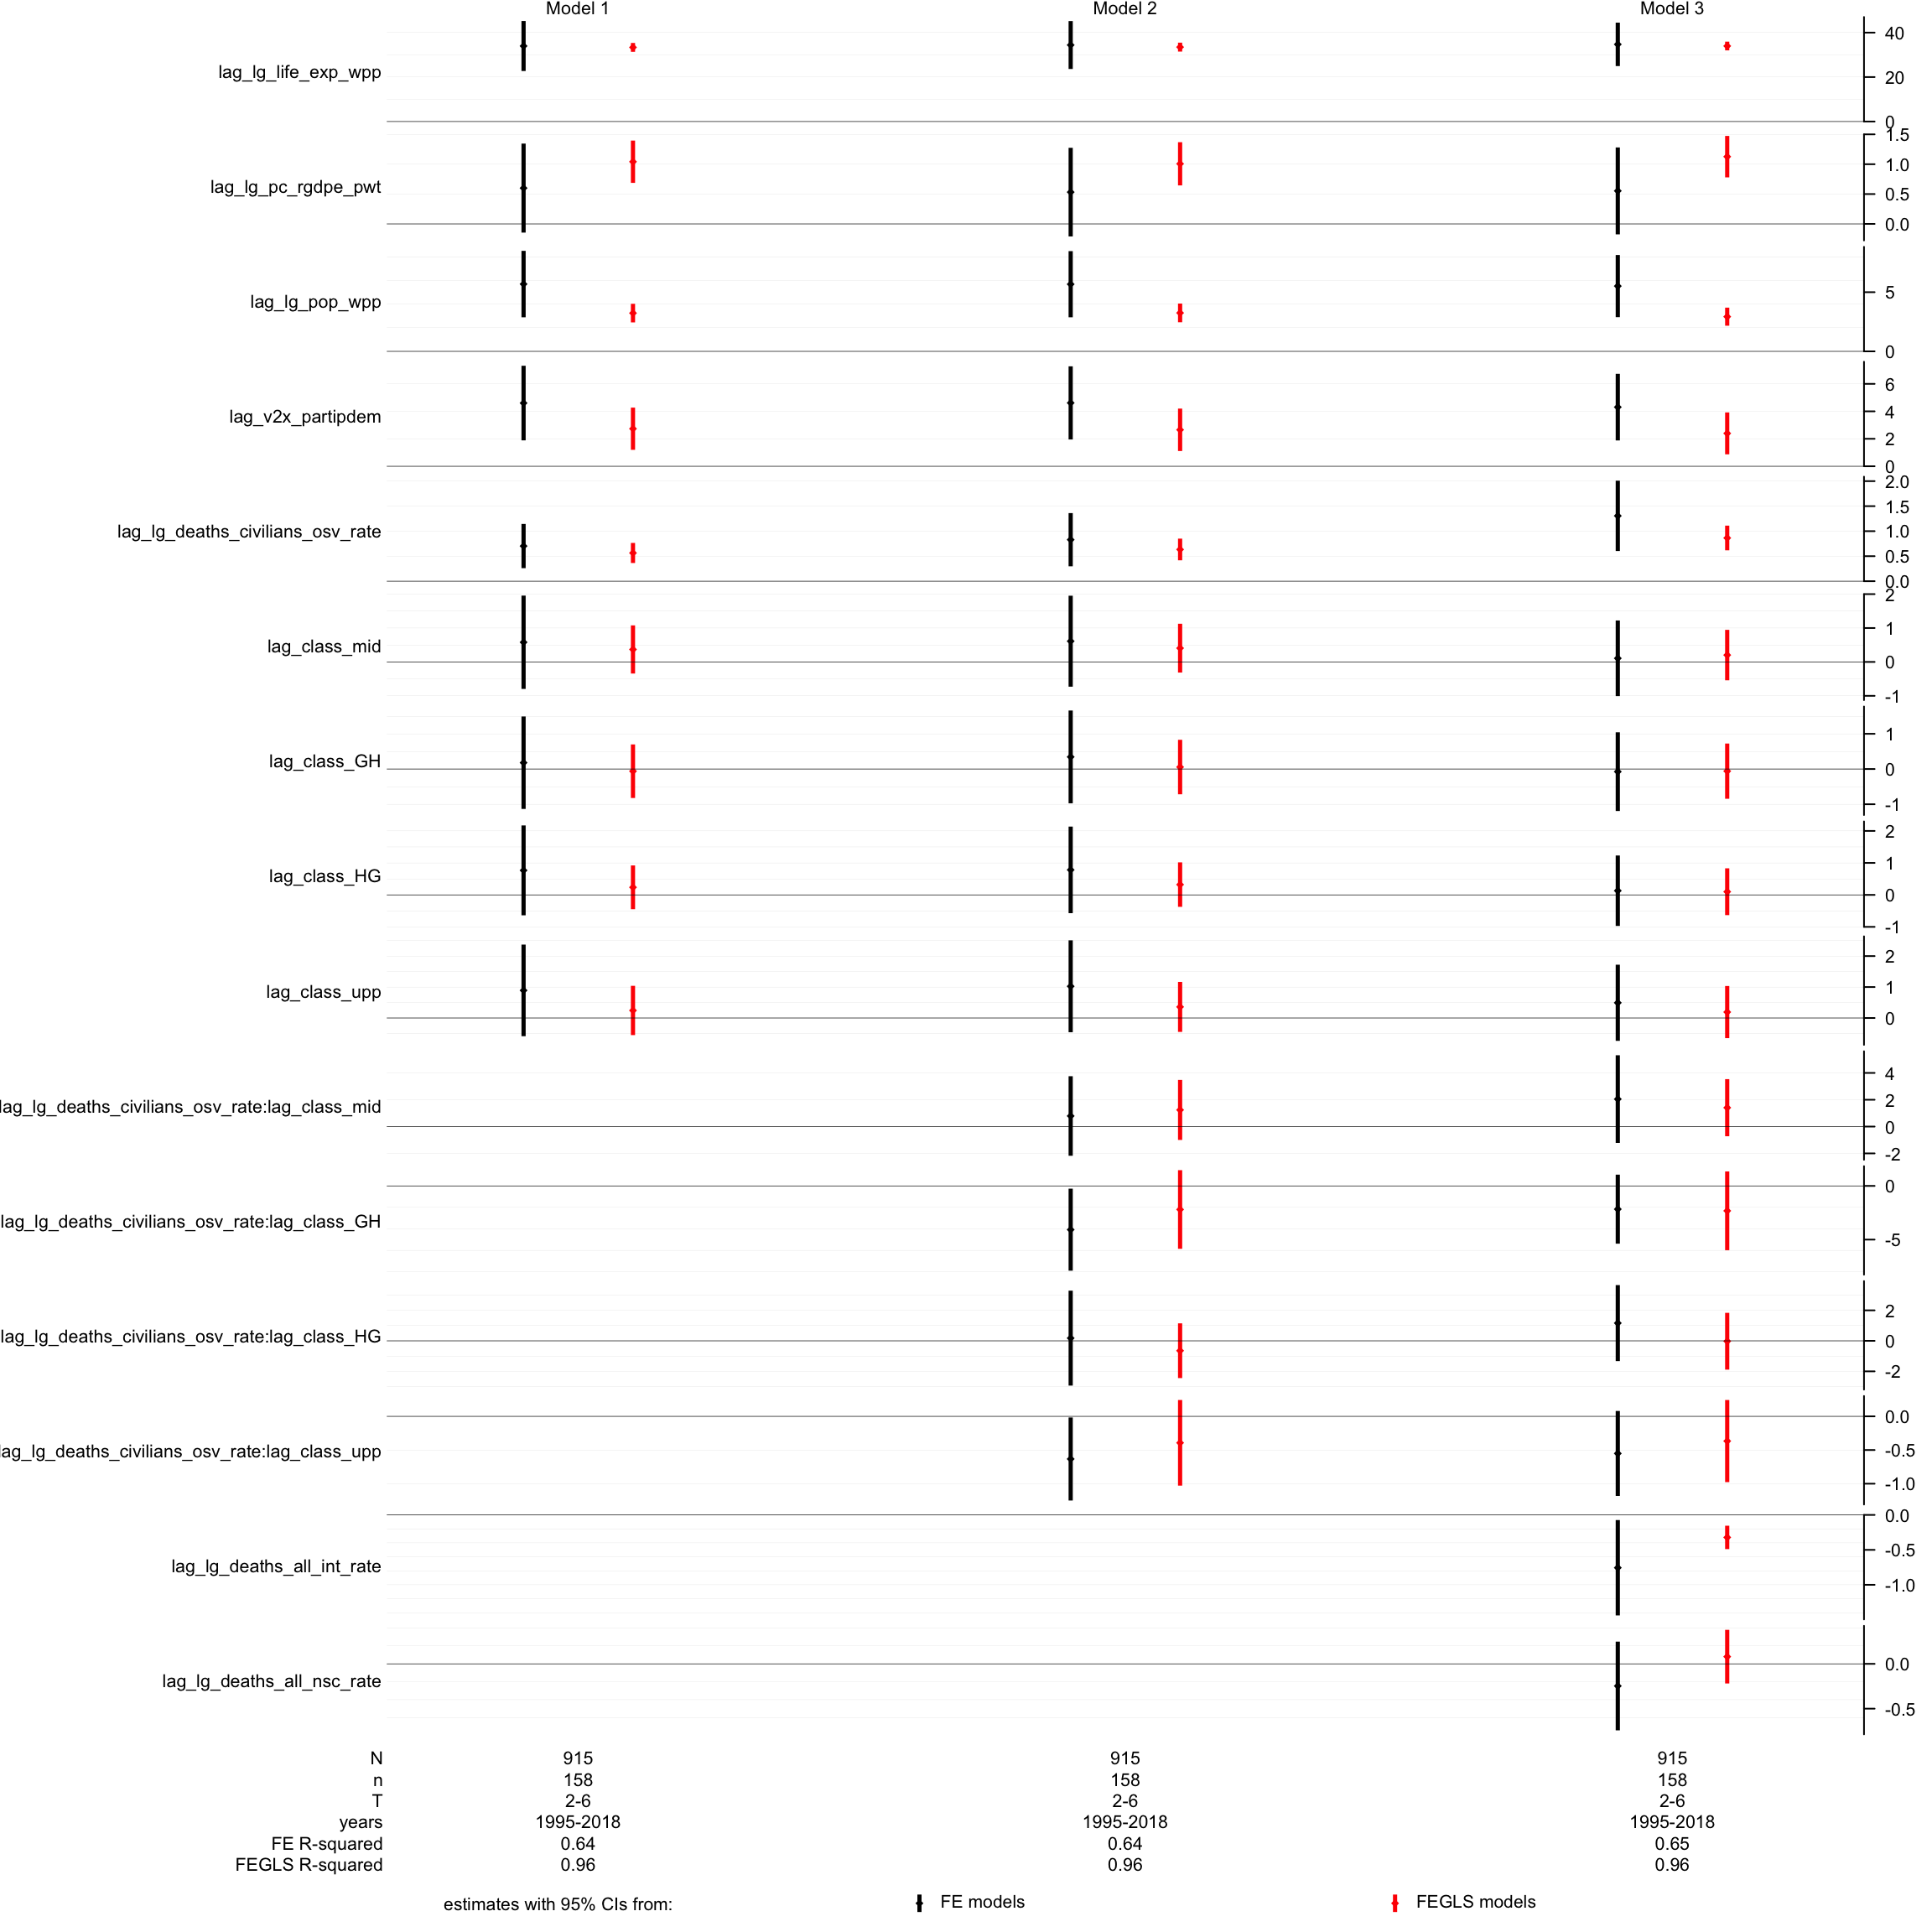 Model 1 Model 2 Model 3
40
lag_lg_life_exp_wpp
20
0
1.5
1.0
lag_lg_pc_rgdpe_pwt
0.5
0.0
lag_lg_pop_wpp
5
0
6
4
lag_v2x_partipdem
2
0
2.0
1.5
lag_lg_deaths_civilians_osv_rate
1.0
0.5
0.0
2
1
lag_class_mid
0
-1
1
lag_class_GH
0
-1
2
1
lag_class_HG
0
-1
2
lag_class_upp
1
0
4
lag_lg_deaths_civilians_osv_rate:lag_class_mid
2
0
-2
0
lag_lg_deaths_civilians_osv_rate:lag_class_GH
-5
2
lag_lg_deaths_civilians_osv_rate:lag_class_HG
0
-2
0.0
lag_lg_deaths_civilians_osv_rate:lag_class_upp
-0.5
-1.0
0.0
lag_lg_deaths_all_int_rate
-0.5
-1.0
0.0
lag_lg_deaths_all_nsc_rate
-0.5
N 915 915 915
n 158 158 158
T 2-6 2-6 2-6
years 1995-2018 1995-2018 1995-2018
FE R-squared 0.64 0.64 0.65
FEGLS R-squared 0.96 0.96 0.96
estimates with 95% CIs from: FE models FEGLS models